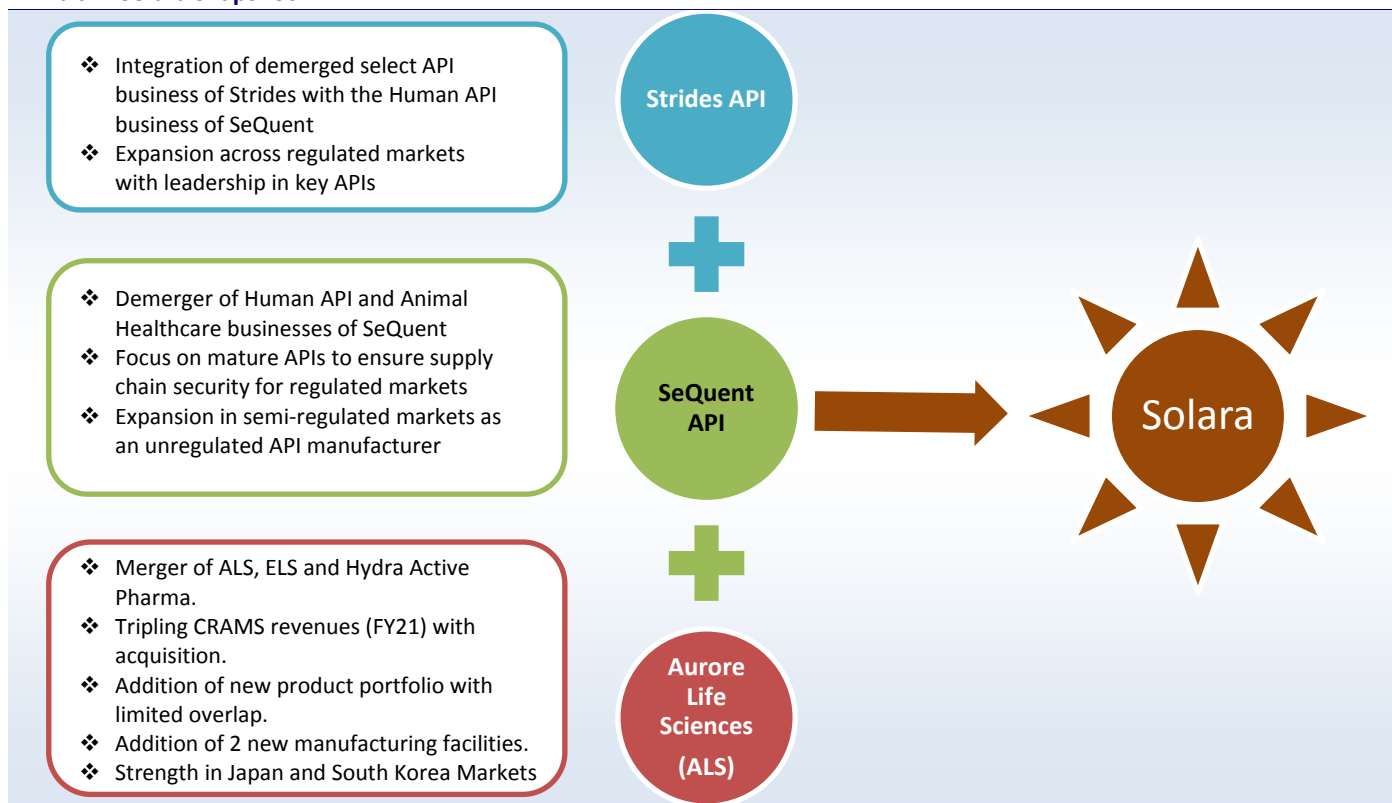 ❖ Integration of demerged select API
business of Strides with the Human API
business of SeQuent
❖ Expansion across regulated markets
with leadership in key APIs
Strides API
❖ Demerger of Human API and Animal
Healthcare businesses of SeQuent
❖ Focus on mature APIs to ensure supply
chain security for regulated markets
❖ Expansion in semi-regulated markets as
an unregulated API manufacturer
SeQuent
API
Solara
❖ Merger of ALS, ELS and Hydra Active
Pharma.
❖ Tripling CRAMS revenues (FY21) with
acquisition.
❖ Addition of new product portfolio with
limited overlap.
❖ Addition of 2 new manufacturing facilities.
❖ Strength in Japan and South Korea Markets
Aurore
Life
Sciences
(ALS)